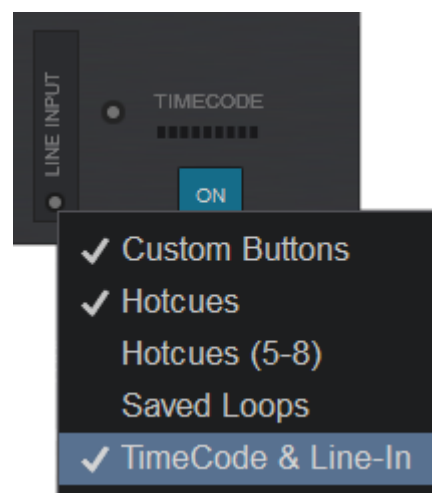 LINE INPUT
TIMECODE
ON
Custom Buttons
Hotcues
Hotcues (5-8)
Saved Loops
TimeCode & Line-In